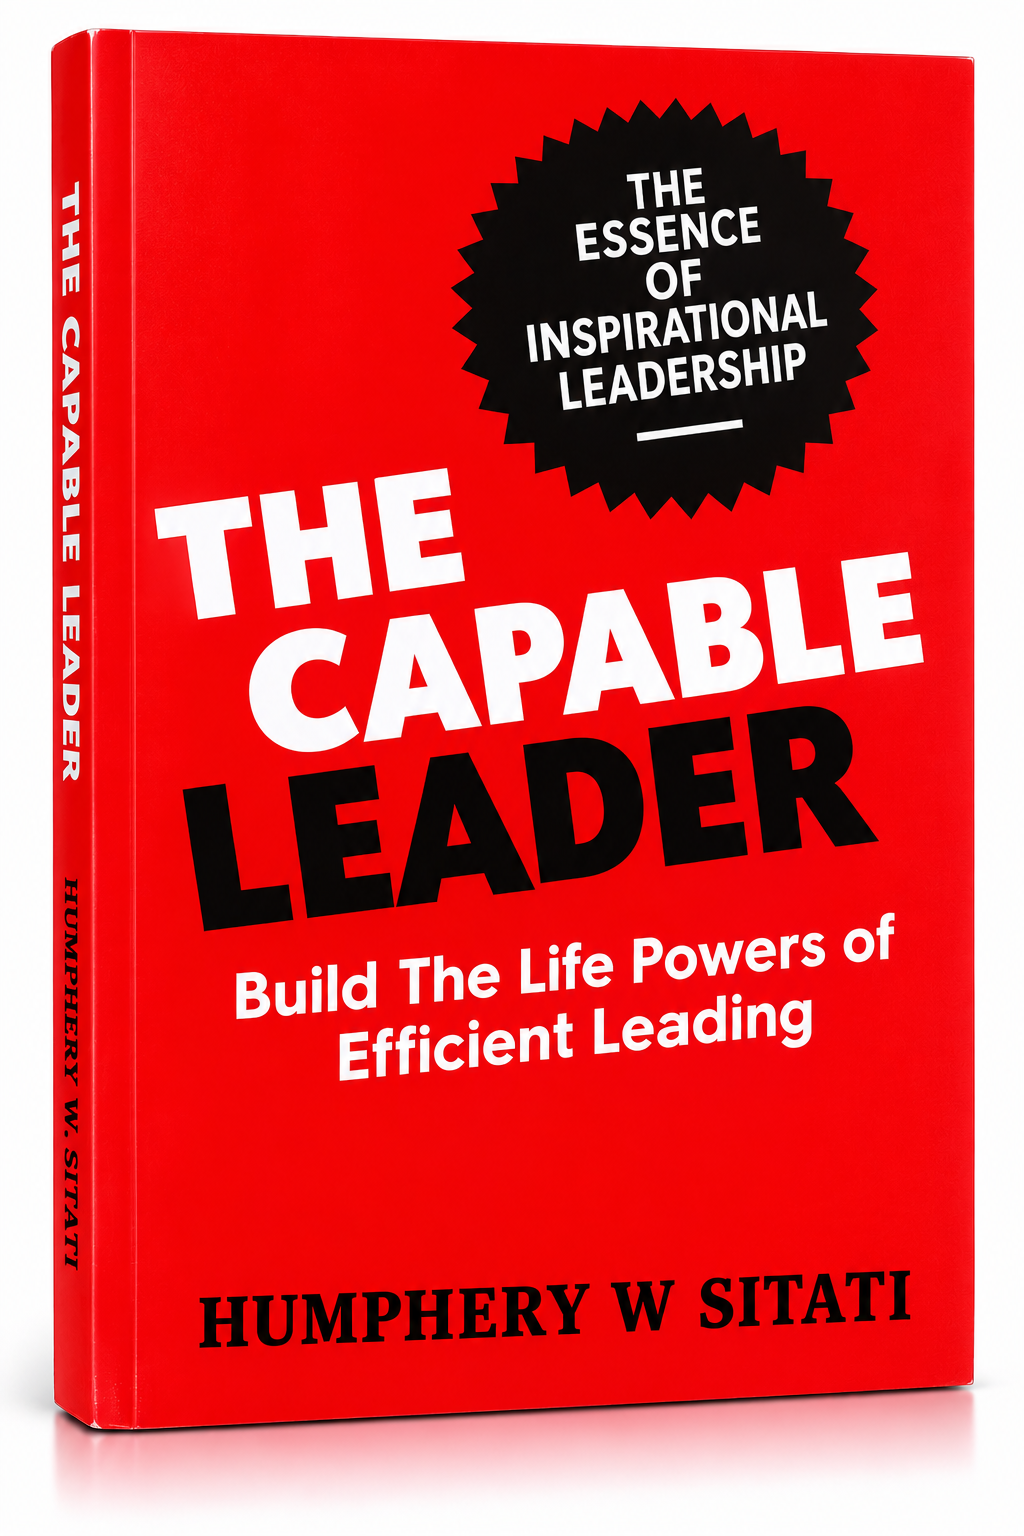 THE CAPABLE LEADER
HUMPHERY W. SITATI
THE
ESSENCE
OF
INSPIRATIONAL
LEADERSHIP
THE
CAPABLE
LEADER
Build The Life Powers of
Efficient Leading
HUMPHERY W SITATI